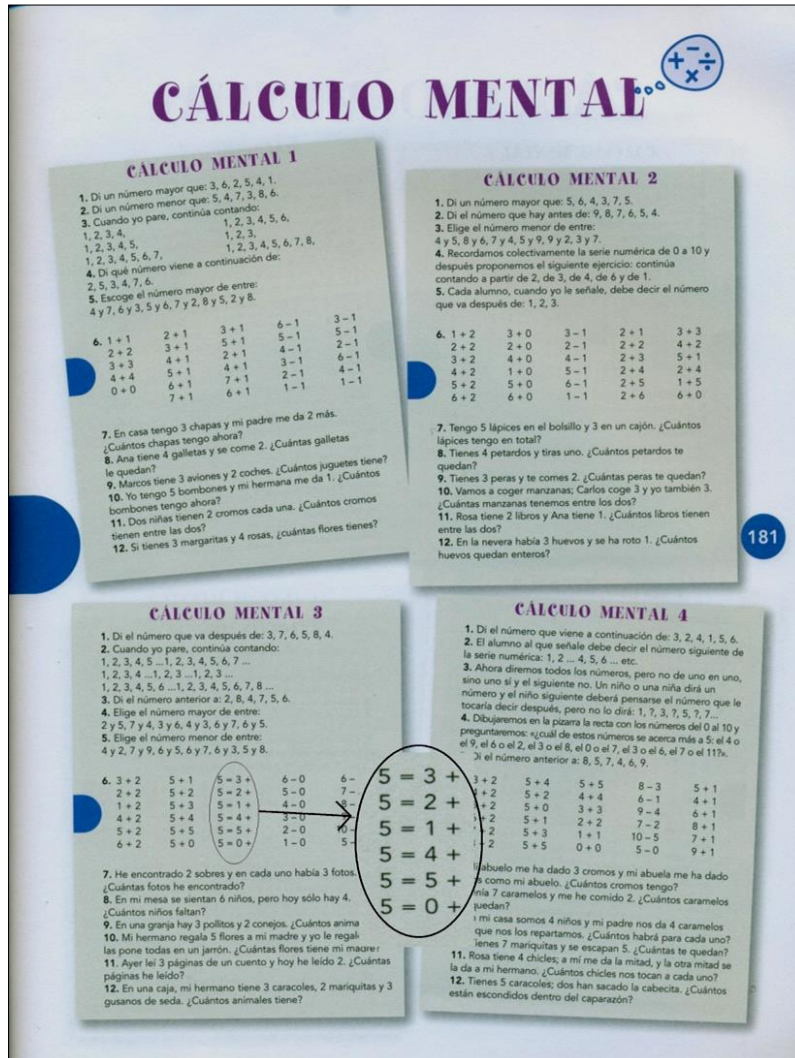 CÁLCULO MENTAL
CÁLCULO MENTAL 1
1. Di un número mayor que: 3, 6, 2, 5, 4, 1.
2. Di un número menor que: 5, 4, 7, 3, 8, 6.
3. Cuando yo pare, continúa contando:
1, 2, 3, 4, 1, 2, 3, 4, 5, 6,
1, 2, 3, 4, 5, 1, 2, 3,
1, 2, 3, 4, 5, 6, 7, 1, 2, 3, 4, 5, 6, 7, 8,
4. Di qué número viene a continuación de:
2, 5, 3, 4, 7, 6.
5. Escoge el número mayor de entre:
4 y 7, 6 y 3, 5 y 6, 7 y 2, 8 y 5, 2 y 8.
6. 1 + 1 2 + 1 3 + 1 6 – 1 3 – 1
2 + 2 3 + 1 5 + 1 5 – 1 5 – 1
3 + 3 4 + 1 2 + 1 4 – 1 2 – 1
4 + 4 5 + 1 4 + 1 3 – 1 6 – 1
0 + 0 6 + 1 7 + 1 2 – 1 4 – 1
7 + 1 6 + 1 1 – 1 1 – 1
7. En casa tengo 3 chapas y mi padre me da 2 más.
¿Cuántos chapas tengo ahora?
8. Ana tiene 4 galletas y se come 2. ¿Cuántas galletas
le quedan?
9. Marcos tiene 3 aviones y 2 coches. ¿Cuántos juguetes tiene?
10. Yo tengo 5 bombones y mi hermana me da 1. ¿Cuántos
bombones tengo ahora?
11. Dos niñas tienen 2 cromos cada una. ¿Cuántos cromos
tienen entre las dos?
12. Si tienes 3 margaritas y 4 rosas, ¿cuántas flores tienes?
CÁLCULO MENTAL 2
1. Di un número mayor que: 5, 6, 4, 3, 7, 5.
2. Di el número que hay antes de: 9, 8, 7, 6, 5, 4.
3. Elige el número menor de entre:
4 y 5, 8 y 6, 7 y 4, 5 y 9, 9 y 2, 3 y 7.
4. Recordamos colectivamente la serie numérica de 0 a 10 y
después proponemos el siguiente ejercicio: continúa
contando a partir de 2, de 3, de 4, de 6 y de 1.
5. Cada alumno, cuando yo le señale, debe decir el número
que va después de: 1, 2, 3.
6. 1 + 2 3 + 0 3 – 1 2 + 1 3 + 3
2 + 2 2 + 0 2 – 1 2 + 2 4 + 2
3 + 2 4 + 0 4 – 1 2 + 3 5 + 1
4 + 2 1 + 0 5 – 1 2 + 4 2 + 4
5 + 2 5 + 0 6 – 1 2 + 5 1 + 5
6 + 2 6 + 0 1 – 1 2 + 6 6 + 0
7. Tengo 5 lápices en el bolsillo y 3 en un cajón. ¿Cuántos
lápices tengo en total?
8. Tienes 4 petardos y tiras uno. ¿Cuántos petardos te
quedan?
9. Tienes 3 peras y te comes 2. ¿Cuántas peras te quedan?
10. Vamos a coger manzanas; Carlos coge 3 y yo también 3.
¿Cuántas manzanas tenemos entre los dos?
11. Rosa tiene 2 libros y Ana tiene 1. ¿Cuántos libros tienen
entre las dos?
12. En la nevera había 3 huevos y se ha roto 1. ¿Cuántos
huevos quedan enteros?
181
CÁLCULO MENTAL 3
1. Di el número que va después de: 3, 7, 6, 5, 8, 4.
2. Cuando yo pare, continúa contando:
1, 2, 3, 4, 5 ...1, 2, 3, 4, 5, 6, 7 ...
1, 2, 3, 4 ...1, 2, 3 ...1, 2, 3 ...
1, 2, 3, 4, 5, 6 ...1, 2, 3, 4, 5, 6, 7, 8 ...
3. Di el número anterior a: 2, 8, 4, 7, 5, 6.
4. Elige el número mayor de entre:
2 y 5, 7 y 4, 3 y 6, 4 y 3, 6 y 7, 6 y 5.
5. Elige el número menor de entre:
4 y 2, 7 y 9, 6 y 5, 6 y 7, 6 y 3, 5 y 8.
6. 3 + 2 5 + 1 5 = 3 + 6 – 0 6 –
2 + 2 5 + 2 5 = 2 + 5 – 0 7 –
1 + 2 5 + 3 5 = 1 + 4 – 0 8 –
4 + 2 5 + 4 5 = 4 + 3 – 0
5 + 2 5 + 5 5 = 5 + 2 – 0 0 –
6 + 2 5 + 0 5 = 0 + 1 – 0 5 –
5 = 3 +
5 = 2 +
5 = 1 +
5 = 4 +
5 = 5 +
5 = 0 +
7. He encontrado 2 sobres y en cada uno había 3 fotos.
¿Cuántas fotos he encontrado?
8. En mi mesa se sientan 6 niños, pero hoy sólo hay 4.
¿Cuántos niños faltan?
9. En una granja hay 3 pollitos y 2 conejos. ¿Cuántos anima
10. Mi hermano regala 5 flores a mi madre y yo le regal
las pone todas en un jarrón. ¿Cuántas flores tiene mi madre
11. Ayer leí 3 páginas de un cuento y hoy he leído 2. ¿Cuántas
páginas he leído?
12. En una caja, mi hermano tiene 3 caracoles, 2 mariquitas y 3
gusanos de seda. ¿Cuántos animales tiene?
CÁLCULO MENTAL 4
1. Di el número que viene a continuación de: 3, 2, 4, 1, 5, 6.
2. El alumno al que señale debe decir el número siguiente de
la serie numérica: 1, 2 ... 4, 5, 6 ... etc.
3. Ahora diremos todos los números, pero no de uno en uno,
sino uno sí y el siguiente no. Un niño o una niña dirá un
número y el niño siguiente deberá pensarse el número que le
tocaría decir después, pero no lo dirá: 1, ?, 3, ?, 5, ?, 7...
4. Dibujaremos en la pizarra la recta con los números del 0 al 10 y
preguntaremos: «¿cuál de estos números se acerca más a 5: el 4 o
el 9, el 6 o el 2, el 3 o el 8, el 0 o el 7, el 3 o el 6, el 7 o el 11?».
Di el número anterior a: 8, 5, 7, 4, 6, 9.
3 + 2 5 + 4 5 + 5 8 – 3 5 + 1
+ 2 5 + 2 4 + 4 6 – 1 4 + 1
+ 2 5 + 0 3 + 3 9 – 4 6 + 1
+ 2 5 + 1 2 + 2 7 – 2 8 + 1
+ 2 5 + 3 1 + 1 10 – 5 7 + 1
+ 2 5 + 5 0 + 0 5 – 0 9 + 1
abuelo me ha dado 3 cromos y mi abuela me ha dado
s como mi abuelo. ¿Cuántos cromos tengo?
nía 7 caramelos y me he comido 2. ¿Cuántos caramelos
quedan?
mi casa somos 4 niños y mi padre nos da 4 caramelos
que nos los repartamos. ¿Cuántos habrá para cada uno?
ienes 7 mariquitas y se escapan 5. ¿Cuántas te quedan?
11. Rosa tiene 4 chicles; a mí me da la mitad, y la otra mitad se
la da a mi hermano. ¿Cuántos chicles nos tocan a cada uno?
12. Tienes 5 caracoles; dos han sacado la cabecita. ¿Cuántos
están escondidos dentro del caparazón?